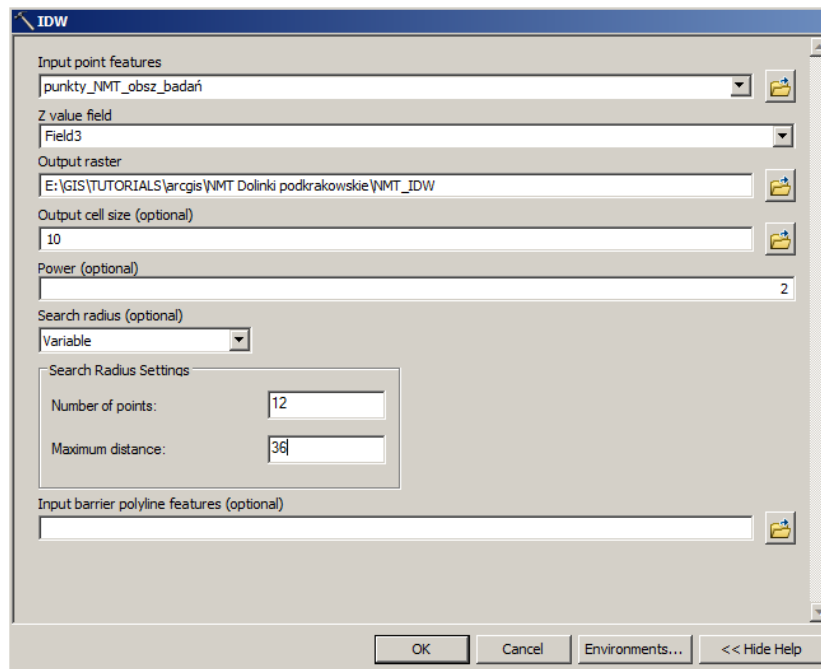 IDW
Input point features
punkty_NMT_obsz_badań
Z value field
Field3
Output raster
E:\GIS\TUTORIALS\arcgis\NMT Dolinki podkrakowskie\NMT_IDW
Output cell size (optional)
10
Power (optional)
2
Search radius (optional)
Variable
Search Radius Settings
Number of points:
12
Maximum distance:
36
Input barrier polyline features (optional)
OK
Cancel
Environments...
<< Hide Help